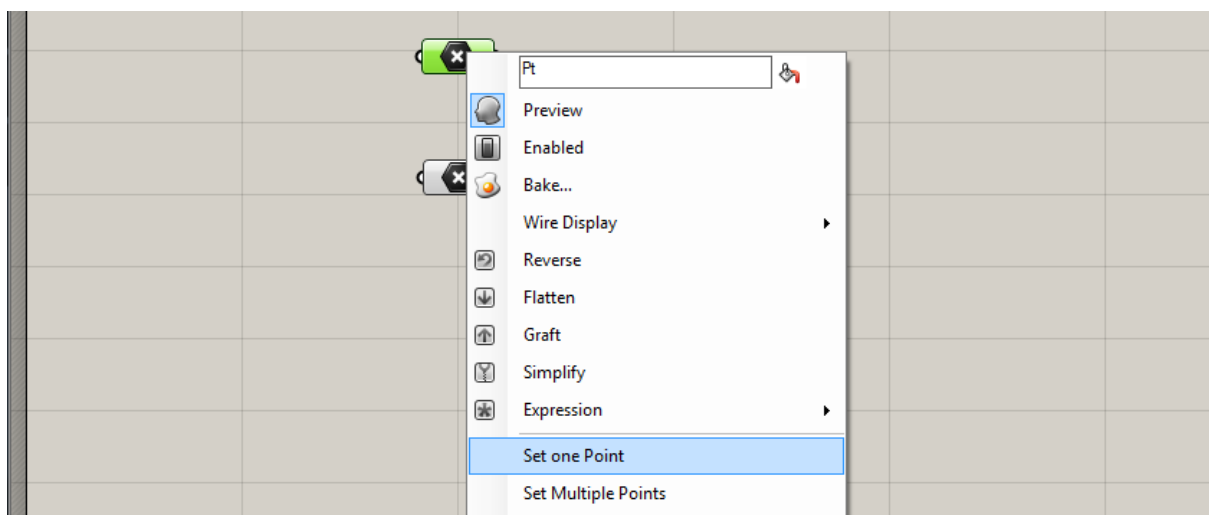 Pt
Preview
Enabled
Bake...
Wire Display
Reverse
Flatten
Graft
Simplify
Expression
Set one Point
Set Multiple Points